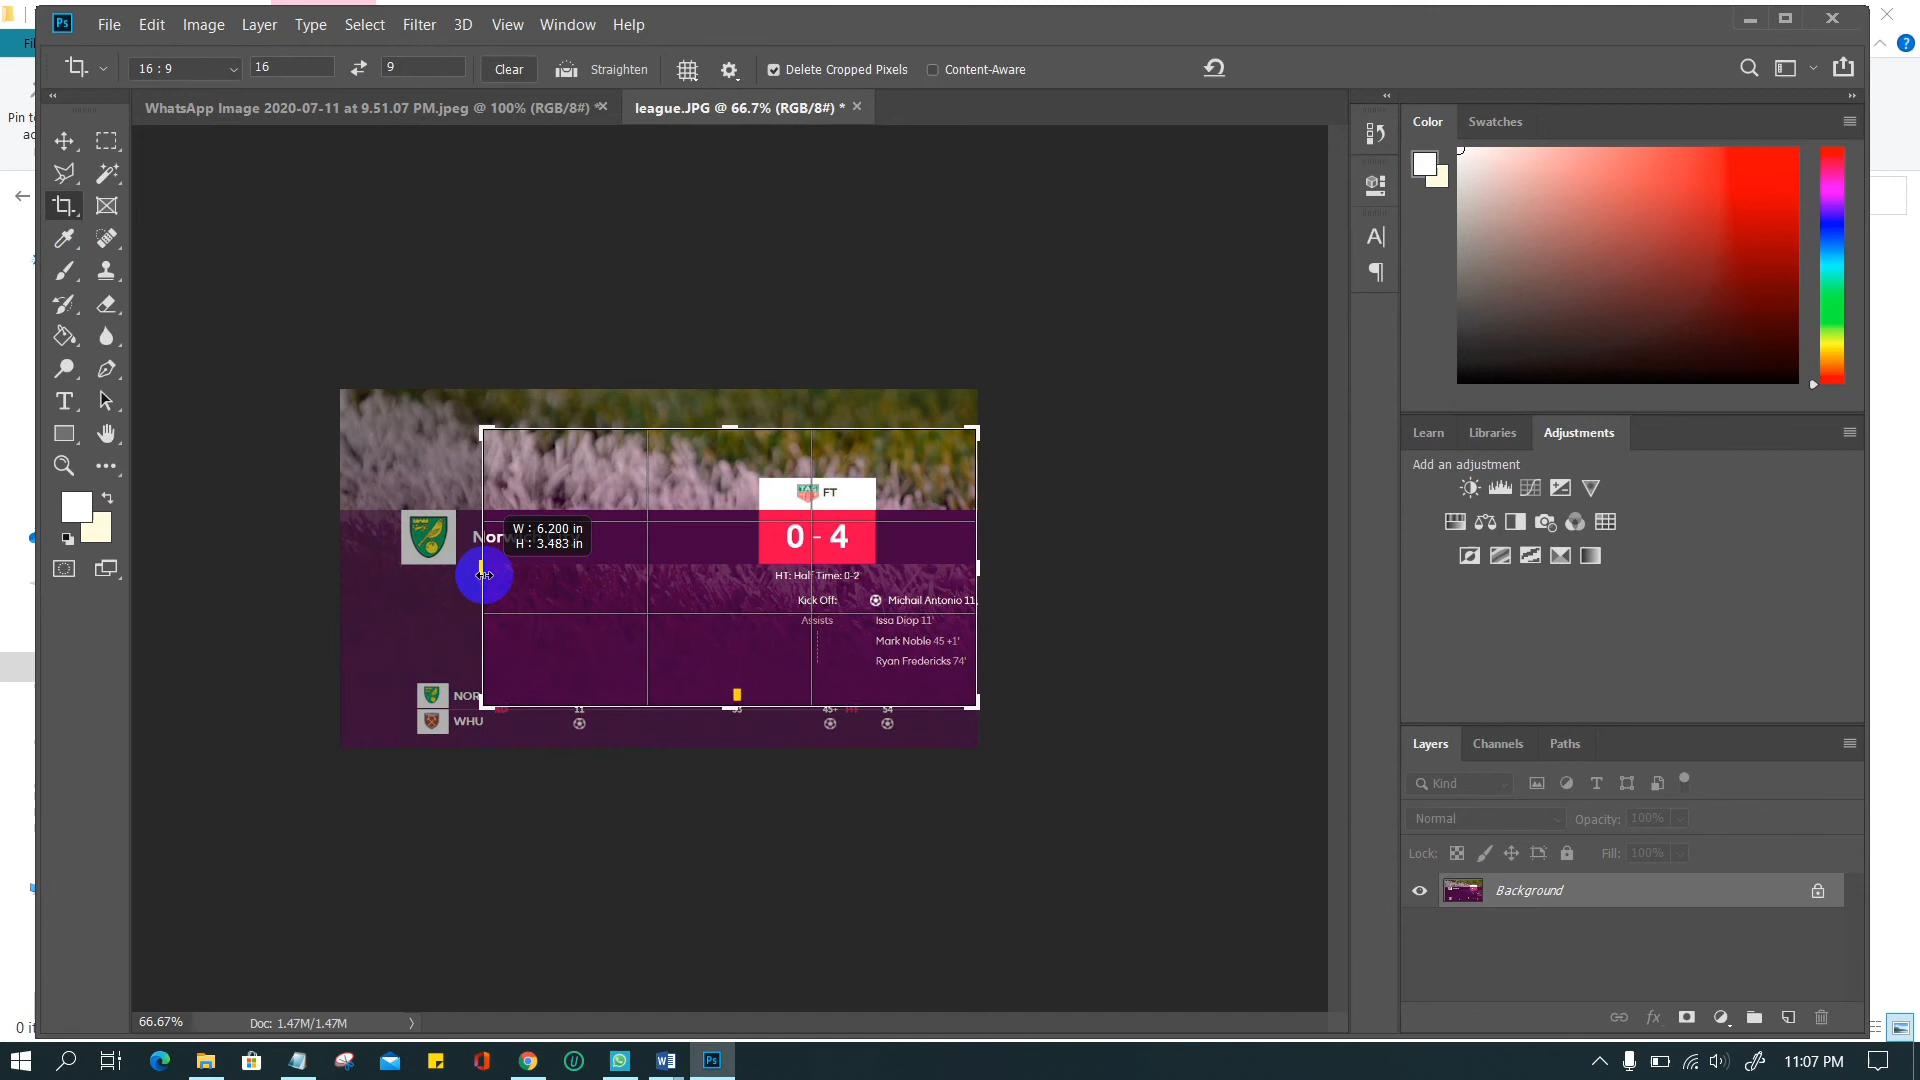 Ps File Edit Image Layer Type Select Filter 3D View Window Help
16 : 9 16 9 Clear Straighten Delete Cropped Pixels Content-Aware
WhatsApp Image 2020-07-11 at 9.51.07 PM.jpeg @ 100% (RGB/8#) * league.JPG @ 66.7% (RGB/8#) *
Pin to
Color Swatches
TAG FT
0 - 4
W : 6.200 in
H : 3.483 in
HT: Half Time: 0-2
Kick Off: Michail Antonio 11,
Assists Issa Diop 11'
Mark Noble 45 +1'
Ryan Fredericks 74'
NOR
WHU
11 45+ HT 54
Learn Libraries Adjustments
Add an adjustment
Layers Channels Paths
Kind
Normal Opacity: 100%
Lock: Fill: 100%
Background
66.67% Doc: 1.47M/1.47M
0 it
11:07 PM